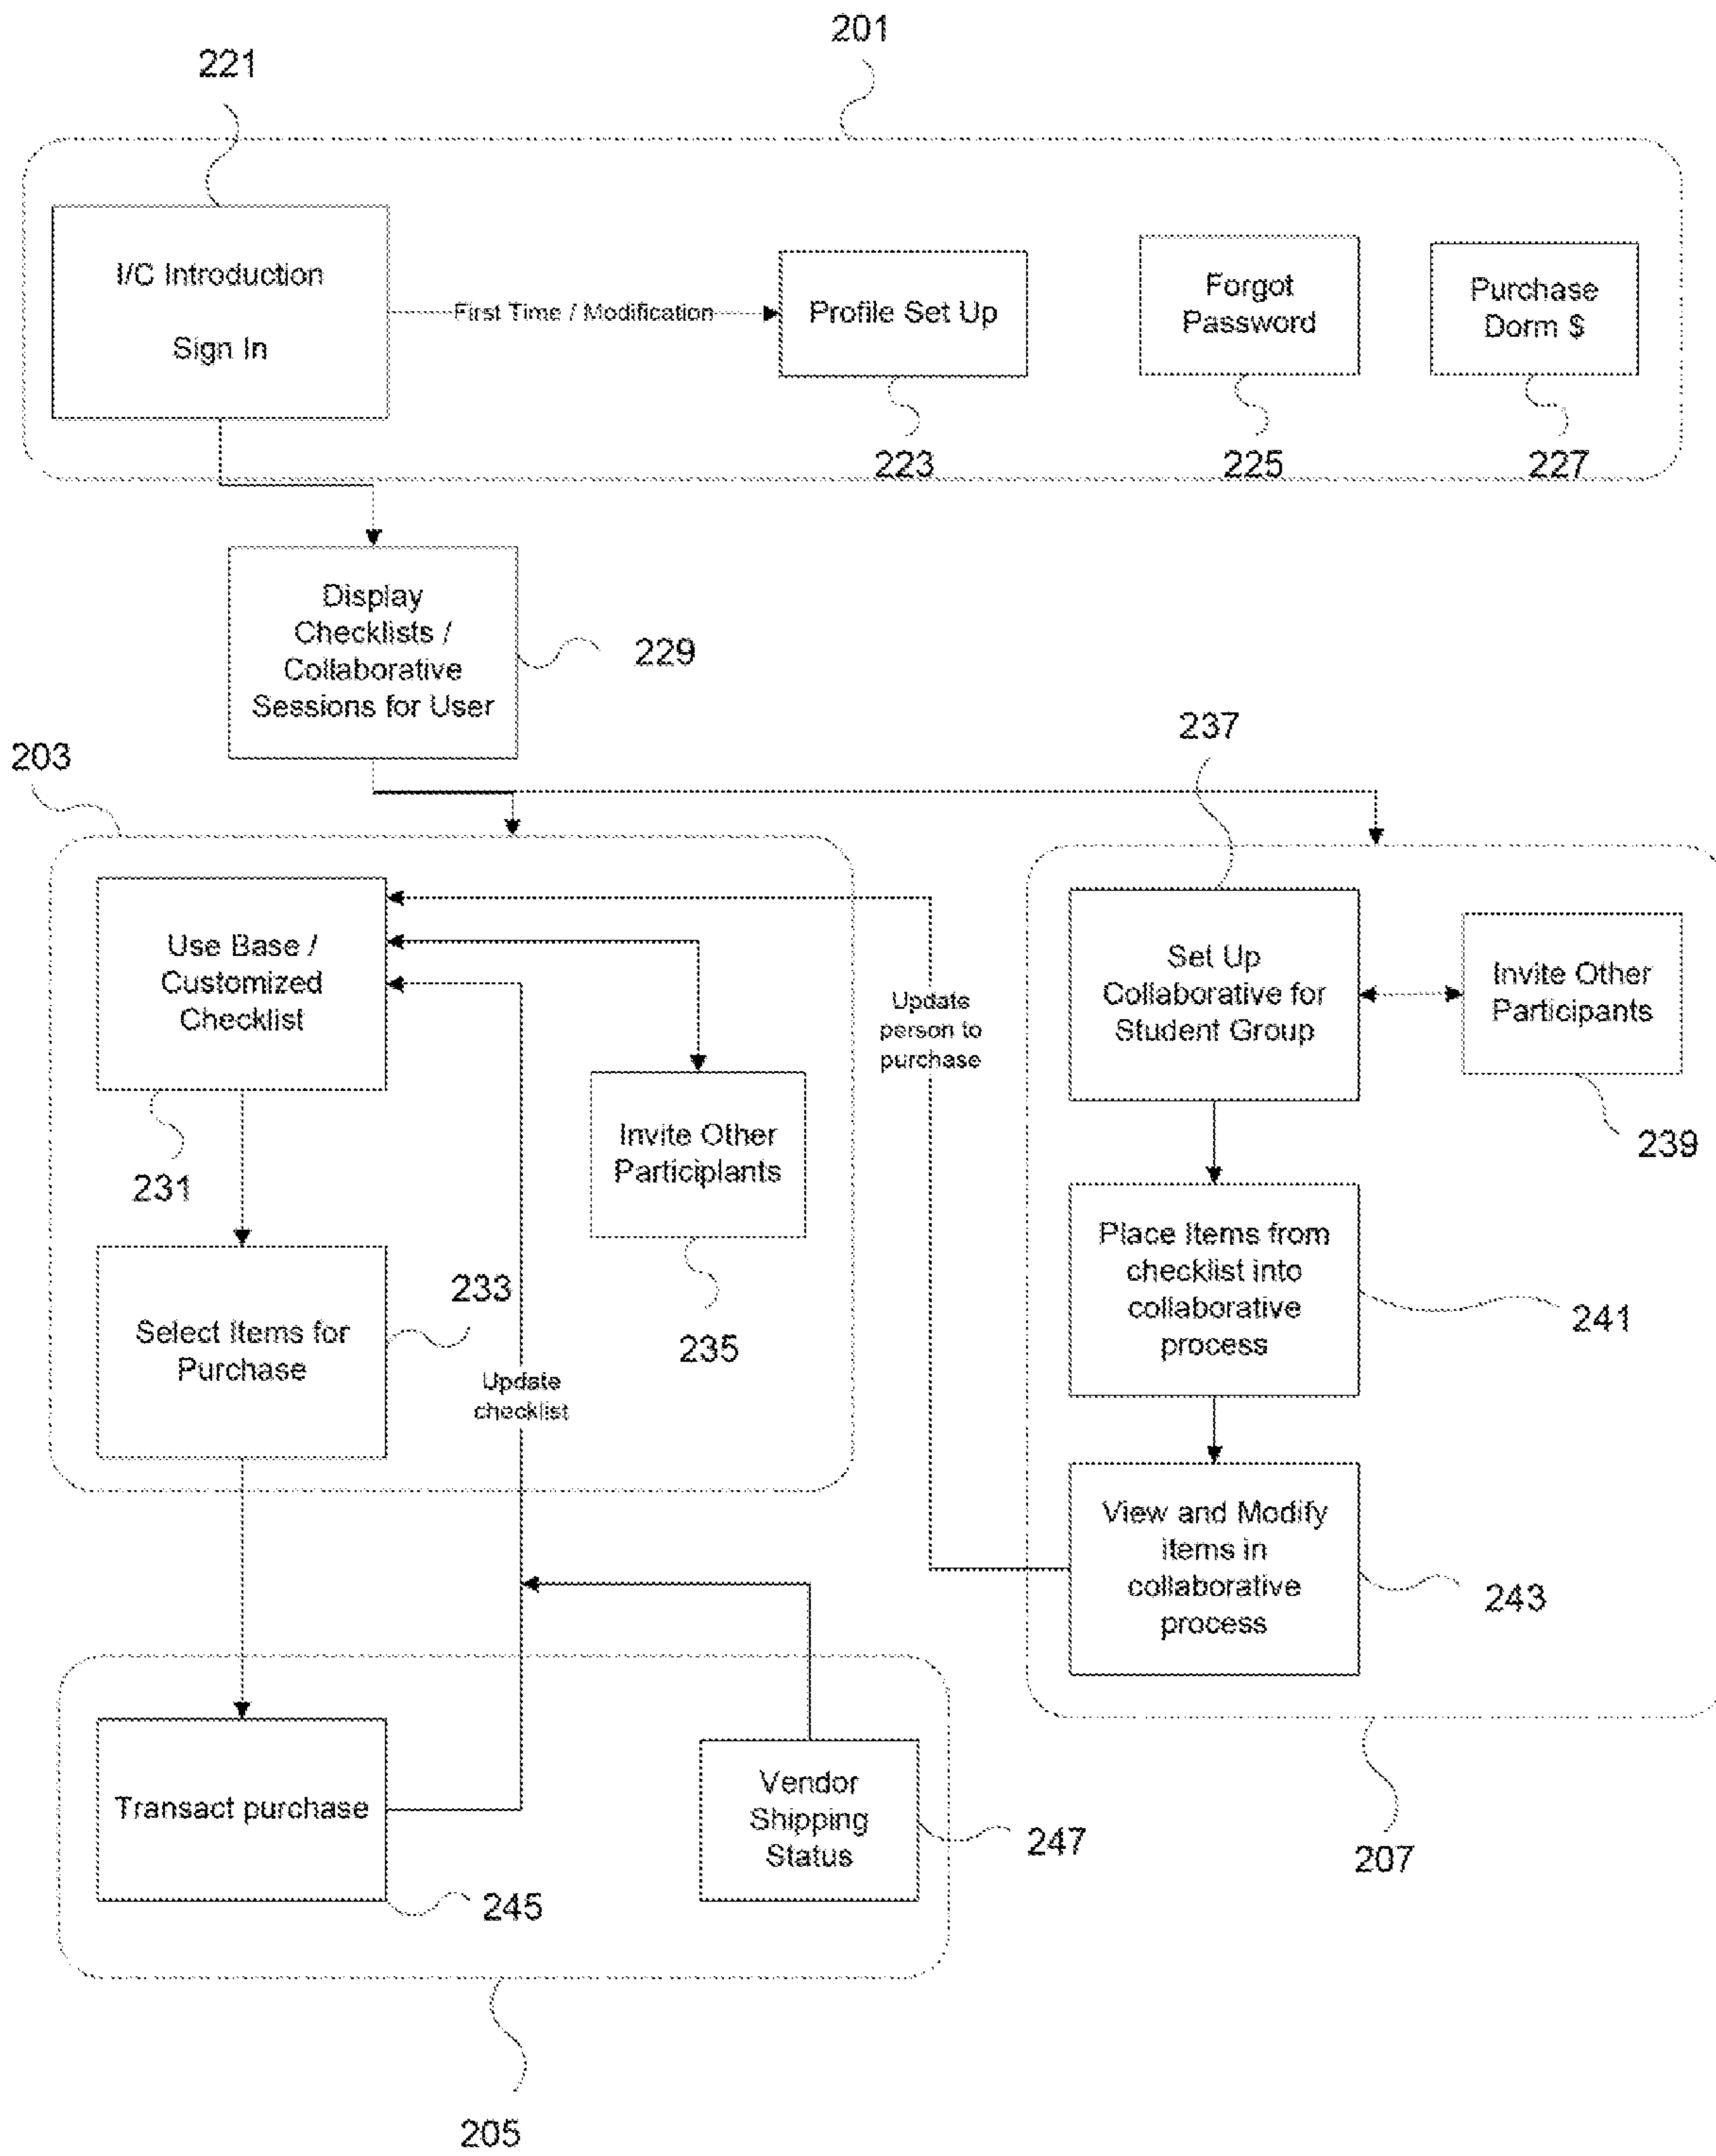 201
221
I/C Introduction
Sign In
First Time / Modification
Profile Set Up
Forgot
Password
Purchase
Dorm $
223
225
227
Display
Checklists /
Collaborative
Sessions for User
229
203
237
Use Base /
Customized
Checklist
231
Invite Other
Participlants
235
Select Items for
Purchase
233
Update
checklist
Update
person to
purchase
Set Up
Collaborative for
Student Group
Invite Other
Participants
239
Place Items from
checklist into
collaborative
process
241
View and Modify
items in
collaborative
process
243
207
Transact purchase
245
Vendor
Shipping
Status
247
205